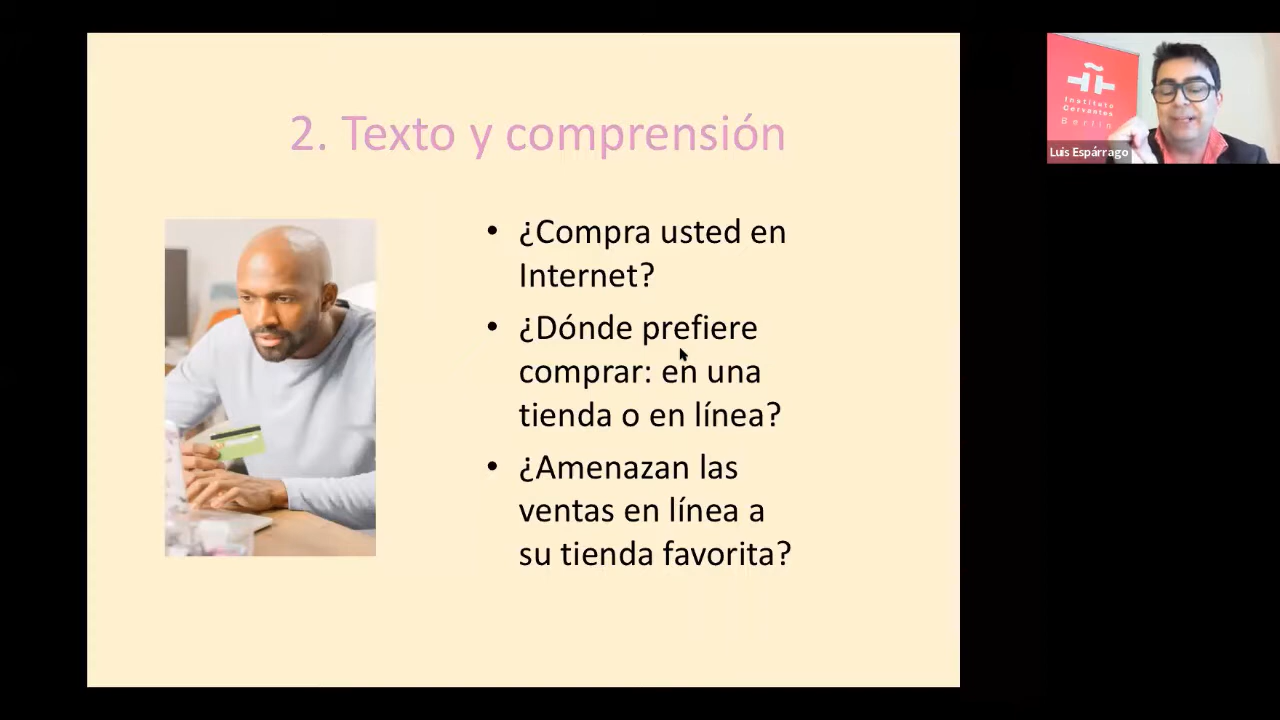 2. Texto y comprensión
• ¿Compra usted en
Internet?
• ¿Dónde prefiere
comprar: en una
tienda o en línea?
• ¿Amenazan las
ventas en línea a
su tienda favorita?
Instituto
Cervantes
Berlin
Luis Espárrago